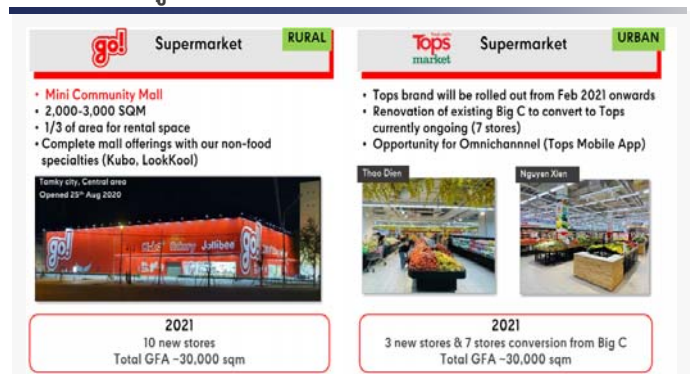 go!
Supermarket
RURAL
• Mini Community Mall
• 2,000-3,000 SQM
• 1/3 of area for rental space
• Complete mall offerings with our non-food
specialties (Kubo, LookKool)
Tamky city, Central area
Opened 25th Aug 2020
go!
Jollibee
go!
2021
10 new stores
Total GFA ~30,000 sqm
Tops
market
Supermarket
URBAN
• Tops brand will be rolled out from Feb 2021 onwards
• Renovation of existing Big C to convert to Tops
currently ongoing (7 stores)
• Opportunity for Omnichannnel (Tops Mobile App)
Thao Dien
Nguyen Xien
2021
3 new stores & 7 stores conversion from Big C
Total GFA ~30,000 sqm